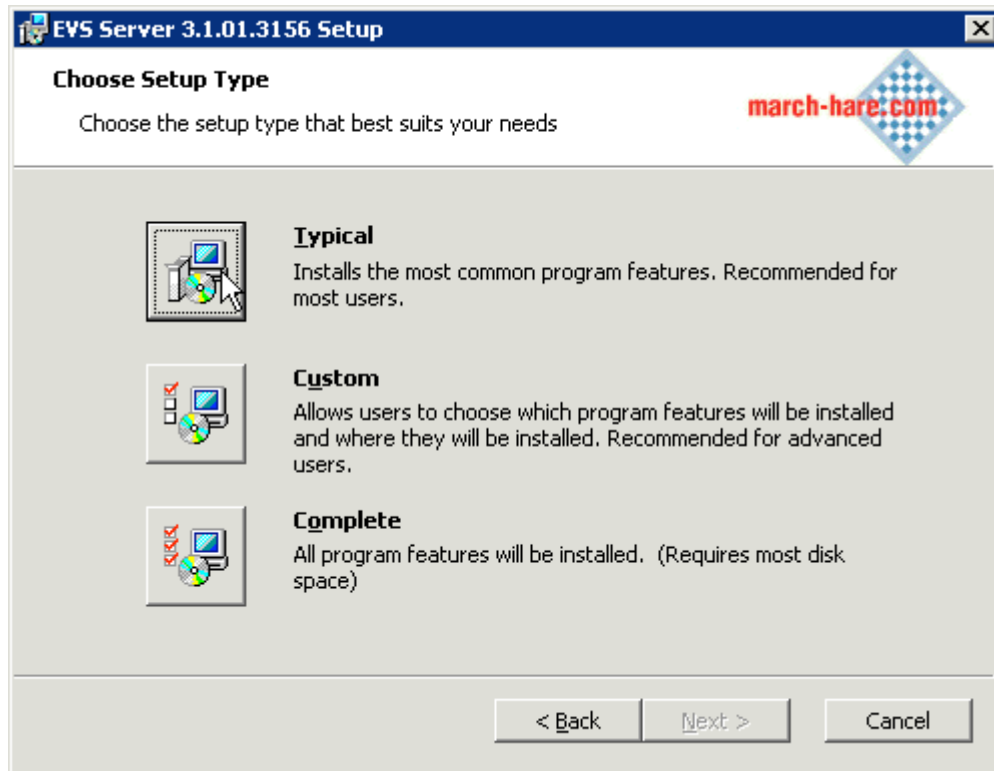 EVS Server 3.1.01.3156 Setup
Choose Setup Type
Choose the setup type that best suits your needs
march-hare.com
Typical
Installs the most common program features. Recommended for
most users.
Custom
Allows users to choose which program features will be installed
and where they will be installed. Recommended for advanced
users.
Complete
All program features will be installed.  (Requires most disk
space)
< Back
Next >
Cancel